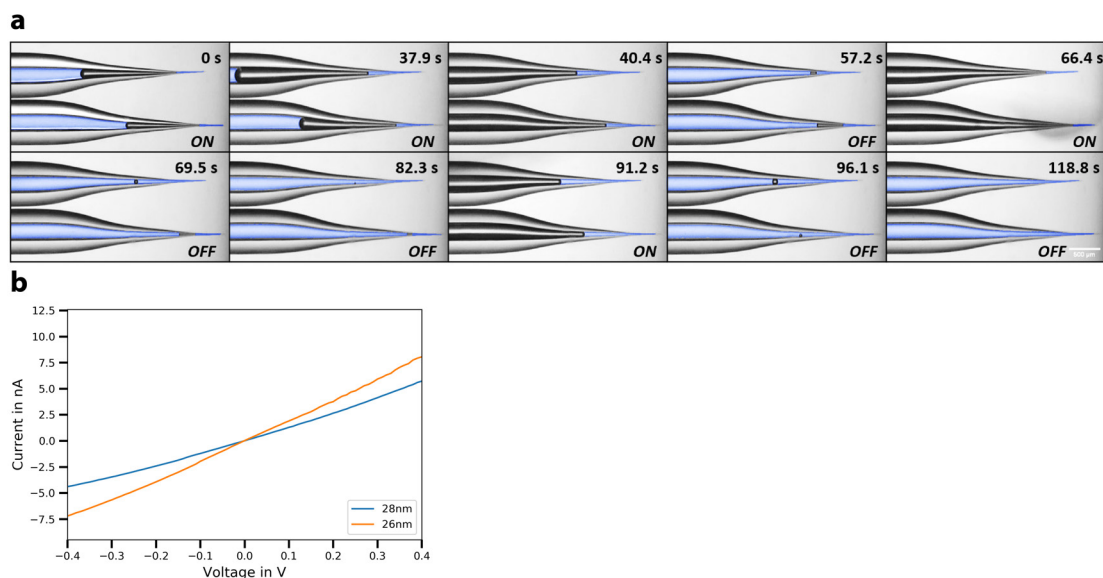 a
0 s 37.9 s 40.4 s 57.2 s 66.4 s
ON ON ON OFF ON
69.5 s 82.3 s 91.2 s 96.1 s 118.8 s
OFF OFF ON OFF OFF
500 µm
b
12.5
10.0
7.5
5.0
2.5
0.0
−2.5
−5.0
−7.5
Current in nA
28nm
26nm
−0.4 −0.3 −0.2 −0.1 0.0 0.1 0.2 0.3 0.4
Voltage in V